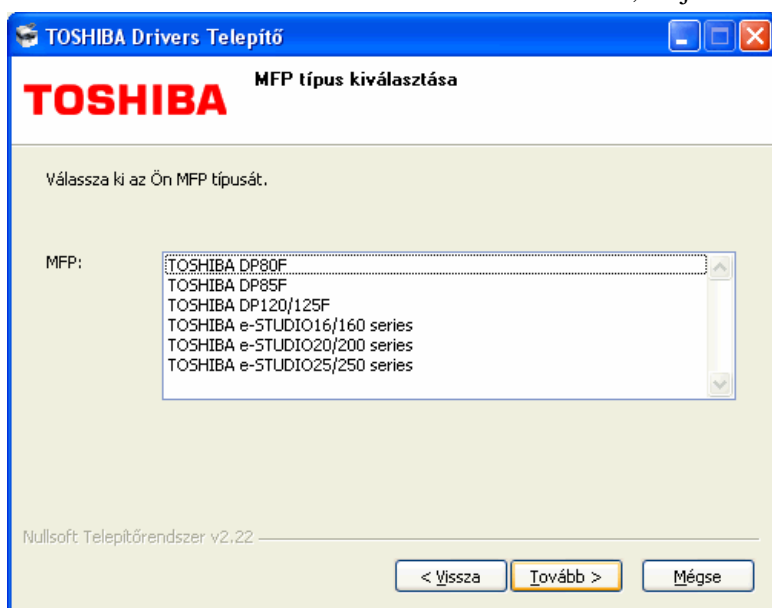 TOSHIBA Drivers Telepítő
TOSHIBA
MFP típus kiválasztása
Válassza ki az Ön MFP típusát.
MFP:
TOSHIBA DP80F
TOSHIBA DP85F
TOSHIBA DP120/125F
TOSHIBA e-STUDIO16/160 series
TOSHIBA e-STUDIO20/200 series
TOSHIBA e-STUDIO25/250 series
Nullsoft Telepítőrendszer v2.22
< Vissza
Tovább >
Mégse